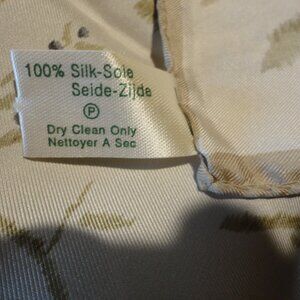 100% Silk-Soie
Seide-Zijde
P
Dry Clean Only
Nettoyer A Sec